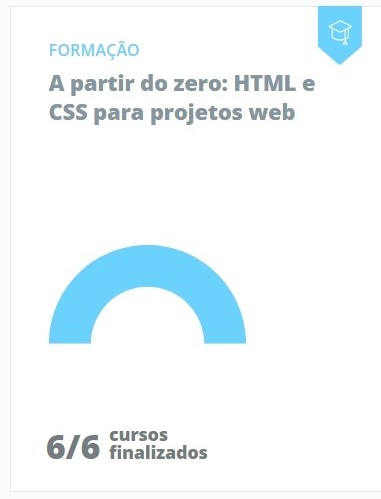 FORMAÇÃO
A partir do zero: HTML e
CSS para projetos web
6/6 cursos
finalizados